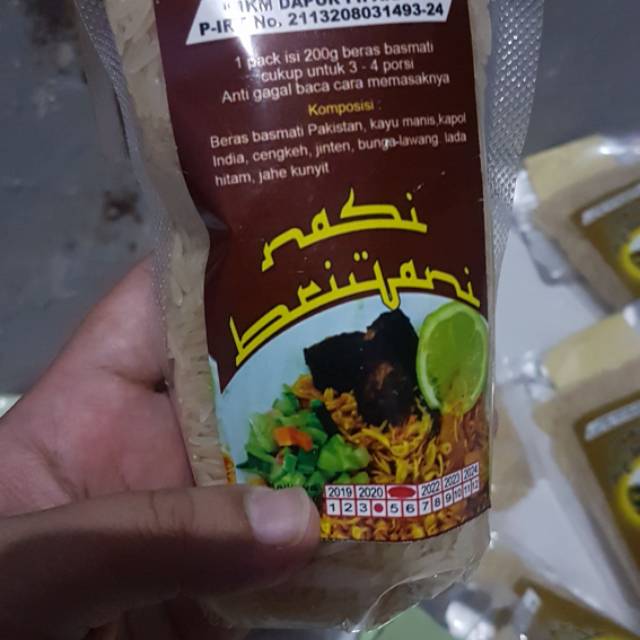 IKM DAPUR
P-IRT No. 2113208031493-24
1 pack isi 200g beras basmati
cukup untuk 3 - 4 porsi
Anti gagal baca cara memasaknya
Komposisi :
Beras basmati Pakistan, kayu manis,kapol
India, cengkeh, jinten, bunga-lawang. lada
hitam, jahe kunyit
nasi
briyani
2019 2020 2022 2023 2024
1 2 3 5 6 7 8 9 10 11 12